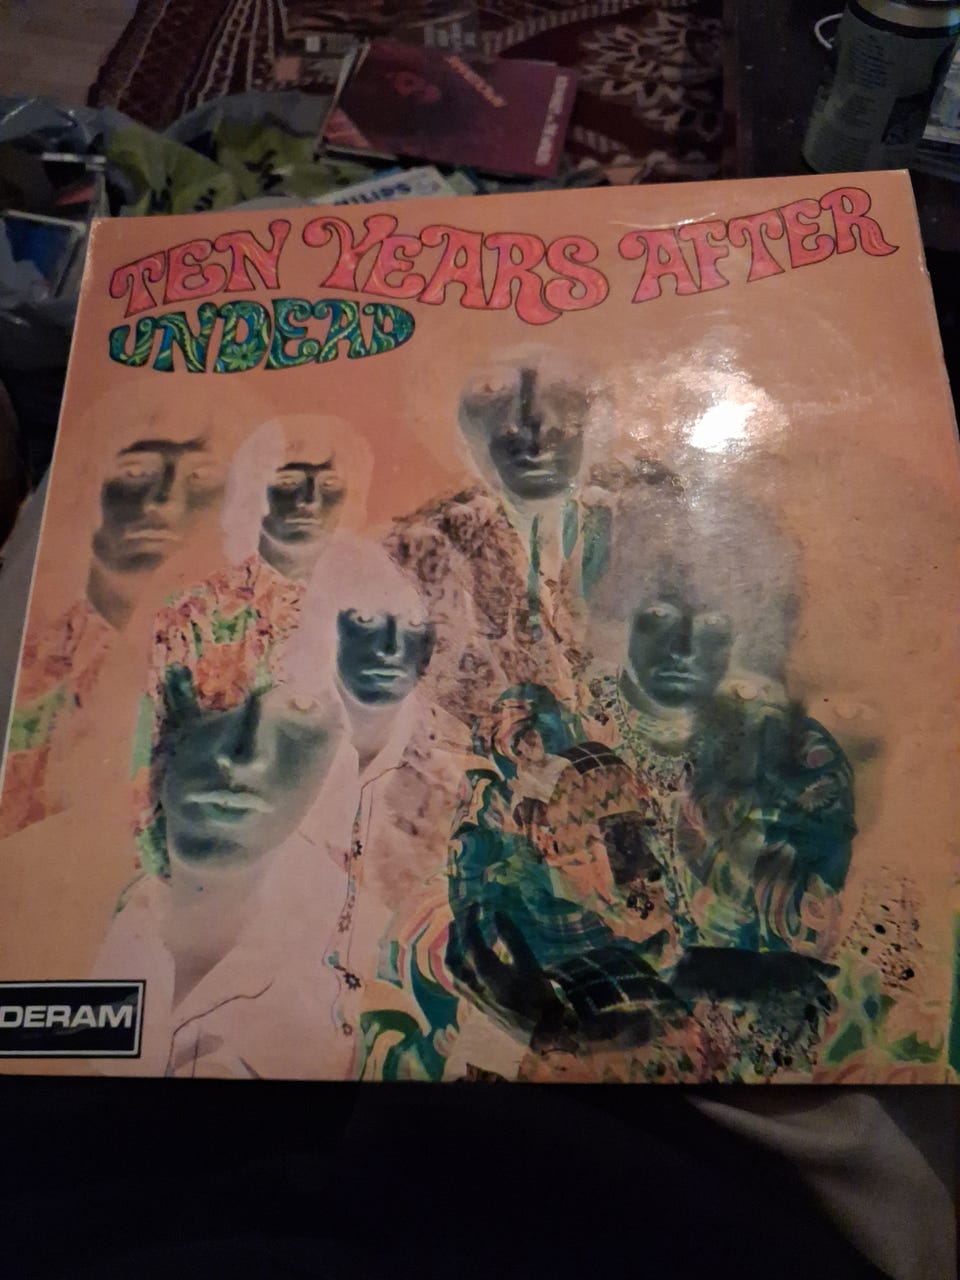 TEN YEARS AFTER
UNDEAD
DERAM